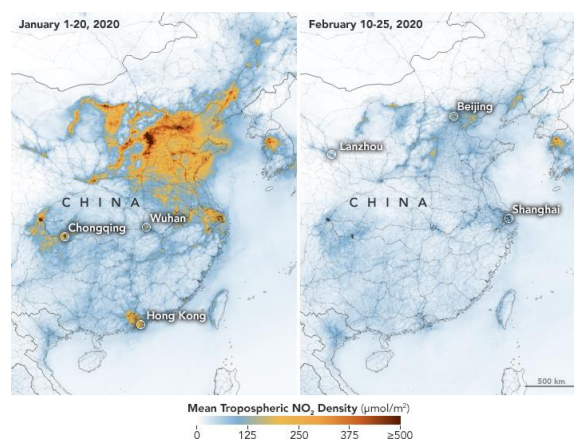 January 1-20, 2020
CHINA
Wuhan
Chongqing
Hong Kong
February 10-25, 2020
Beijing
Lanzhou
CHINA
Shanghai
500 km
Mean Tropospheric NO₂ Density (µmol/m²)
0 125 250 375 ≥500